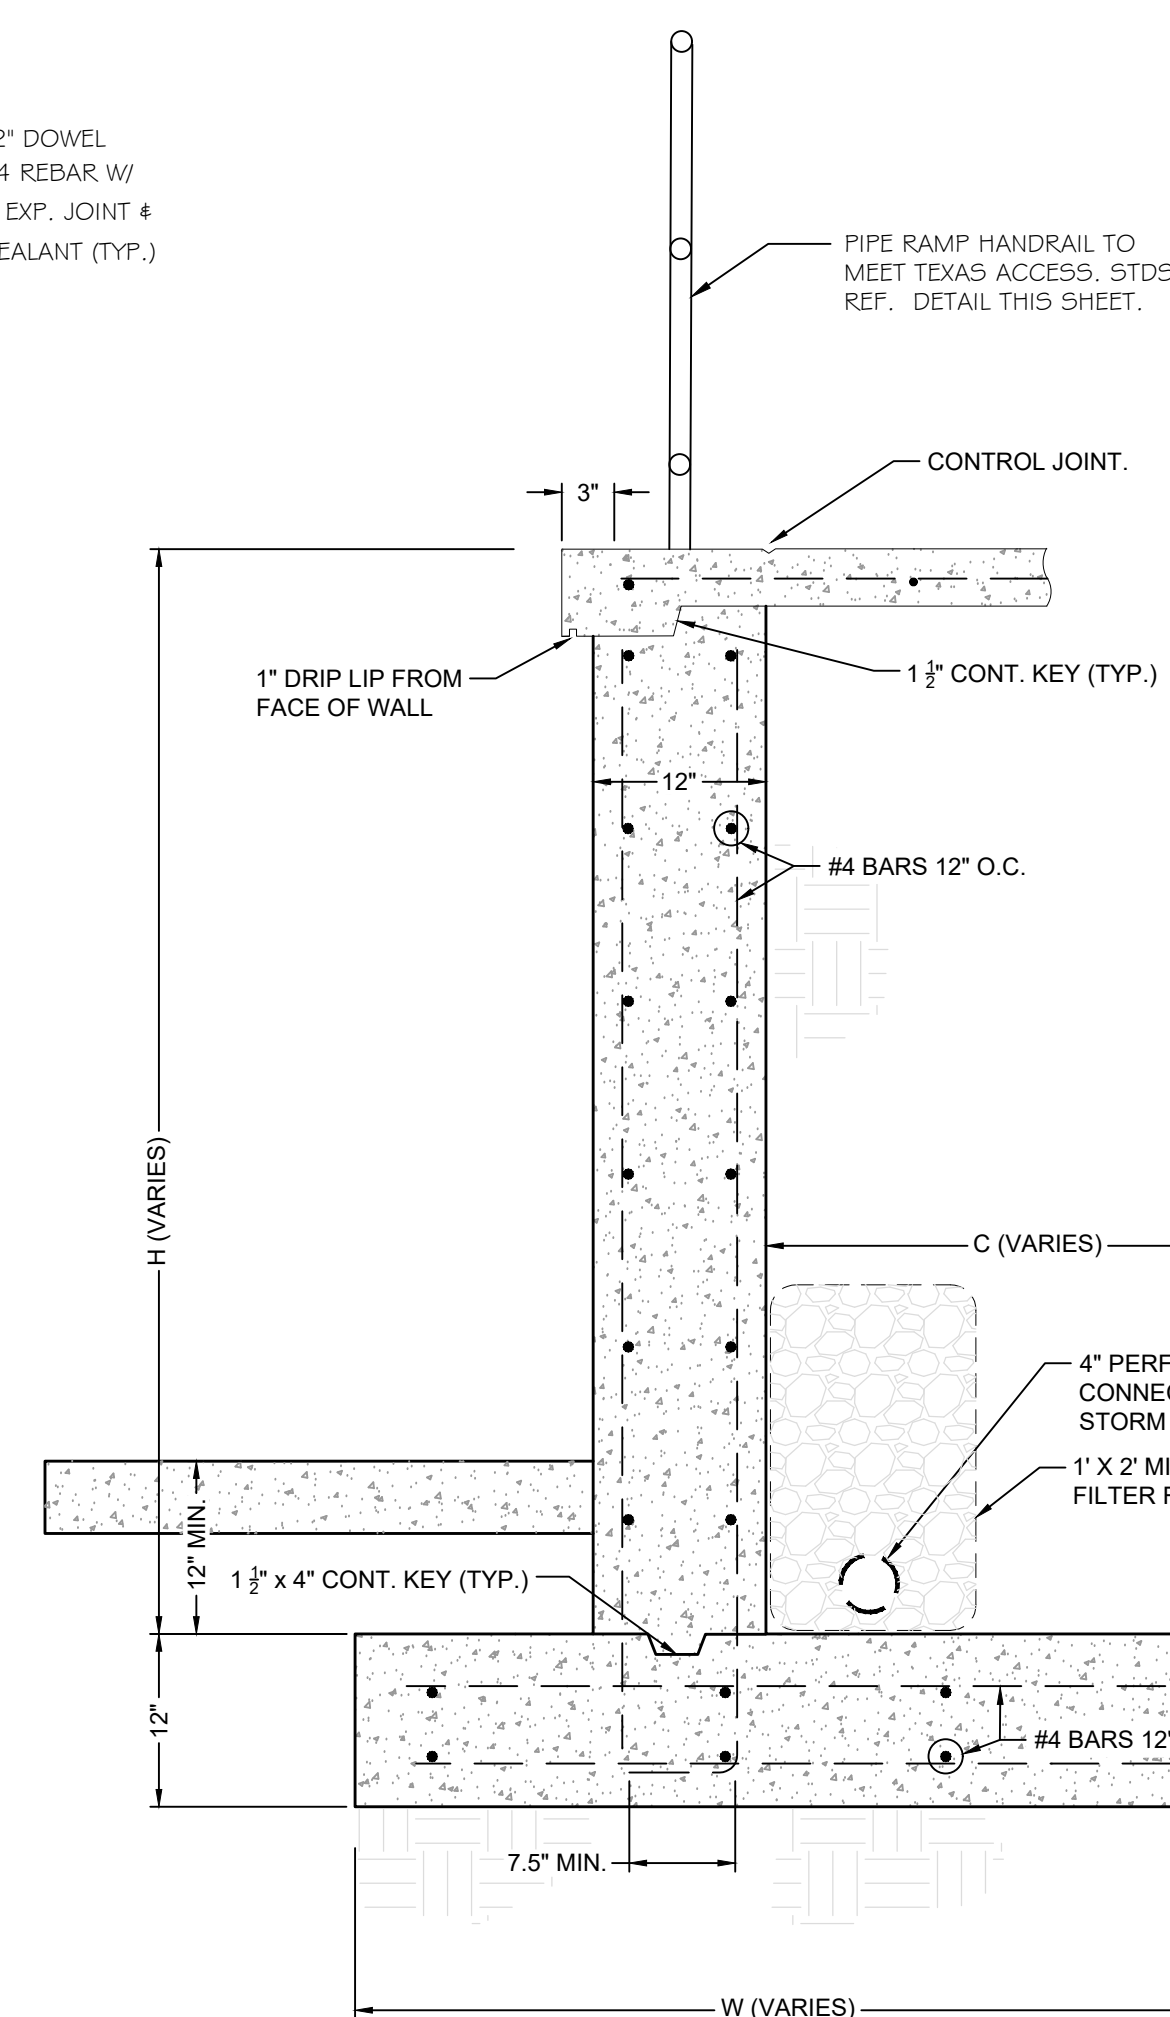 2" DOWEL
4 REBAR W/
EXP. JOINT &
EALANT (TYP.)
PIPE RAMP HANDRAIL TO
MEET TEXAS ACCESS. STDS
REF. DETAIL THIS SHEET.
CONTROL JOINT.
3"
1" DRIP LIP FROM
FACE OF WALL
1 1/2" CONT. KEY (TYP.)
12"
#4 BARS 12" O.C.
H (VARIES)
C (VARIES)
4" PERF
CONNEC
STORM
1' X 2' MI
FILTER F
12" MIN.
1 1/2" x 4" CONT. KEY (TYP.)
12"
#4 BARS 12"
7.5" MIN.
W (VARIES)